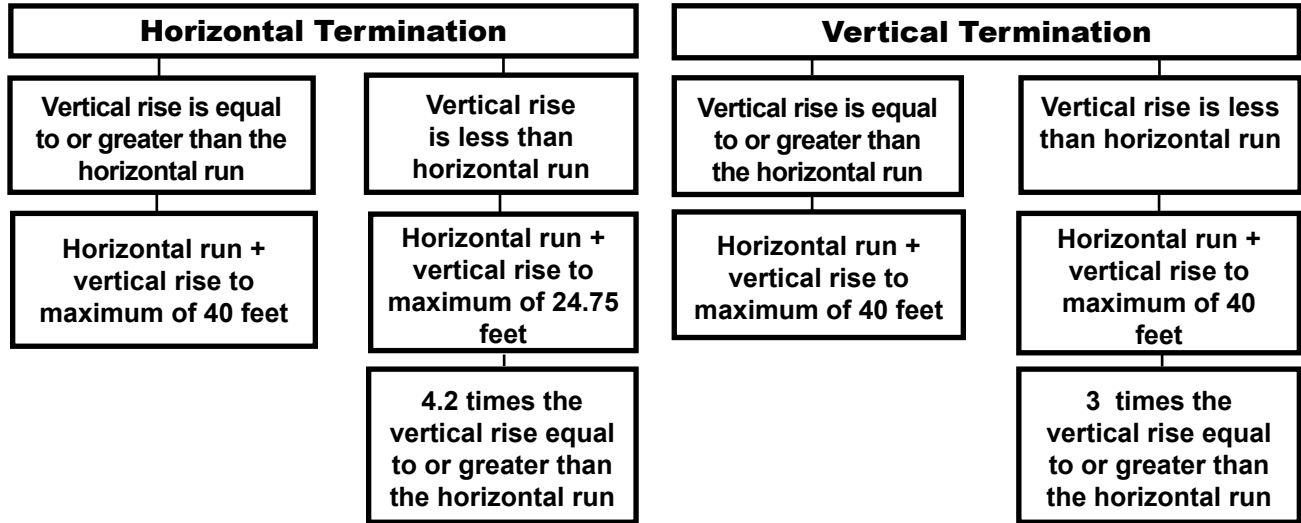 Horizontal Termination
Vertical rise is equal
to or greater than the
horizontal run
Horizontal run +
vertical rise to
maximum of 40 feet
Vertical rise
is less than
horizontal run
Horizontal run +
vertical rise to
maximum of 24.75
feet
4.2 times the
vertical rise equal
to or greater than
the horizontal run
Vertical Termination
Vertical rise is equal
to or greater than
the horizontal run
Horizontal run +
vertical rise to
maximum of 40 feet
Vertical rise is less
than horizontal run
Horizontal run +
vertical rise to
maximum of 40
feet
3 times the
vertical rise equal
to or greater than
the horizontal run